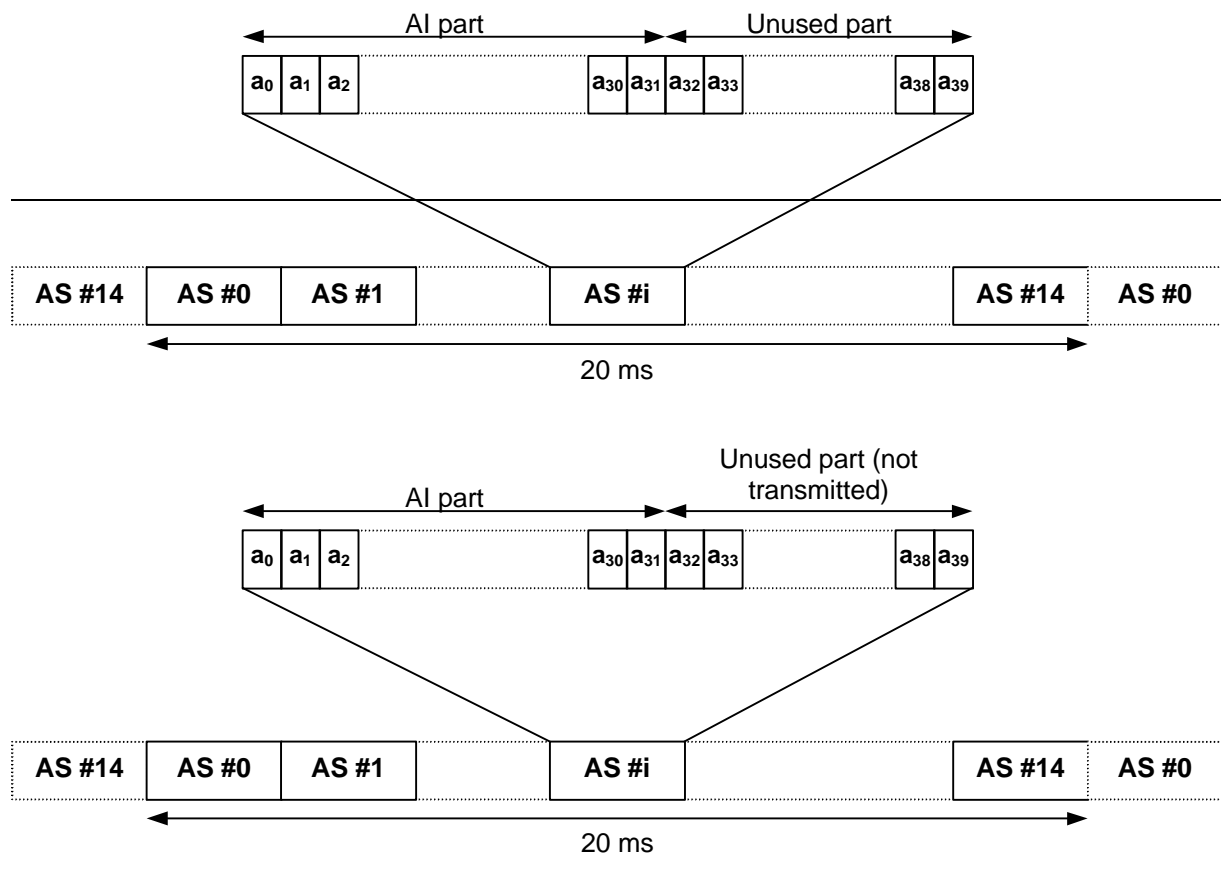 AI part Unused part
a₀ a₁ a₂ a₃₀ a₃₁ a₃₂ a₃₃ a₃₈ a₃₉
AS #14 AS #0 AS #1 AS #i AS #14 AS #0
20 ms
Unused part (not
AI part transmitted)
a₀ a₁ a₂ a₃₀ a₃₁ a₃₂ a₃₃ a₃₈ a₃₉
AS #14 AS #0 AS #1 AS #i AS #14 AS #0
20 ms